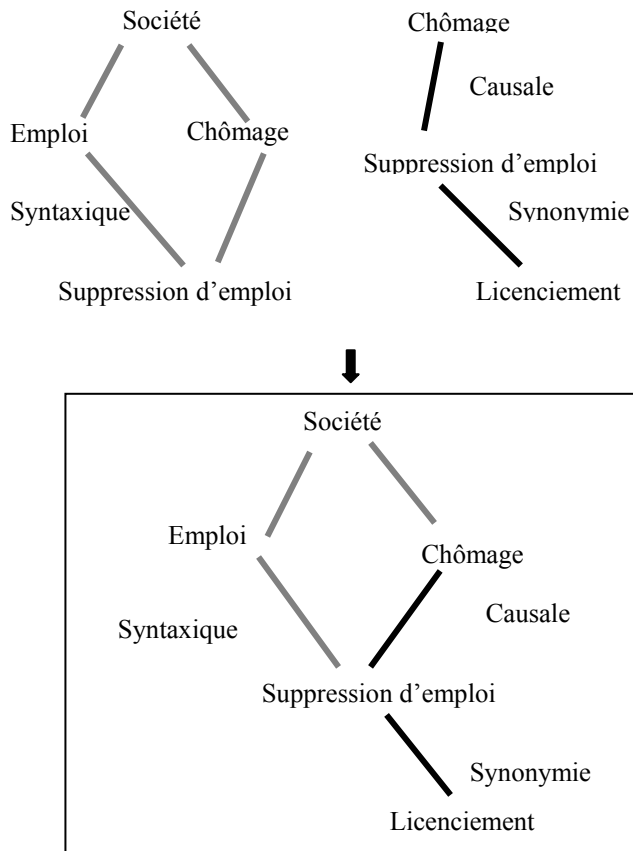 Société
Chômage
Causale
Emploi
Chômage
Suppression d’emploi
Syntaxique
Synonymie
Suppression d’emploi
Licenciement
Société
Emploi
Chômage
Causale
Syntaxique
Suppression d’emploi
Synonymie
Licenciement